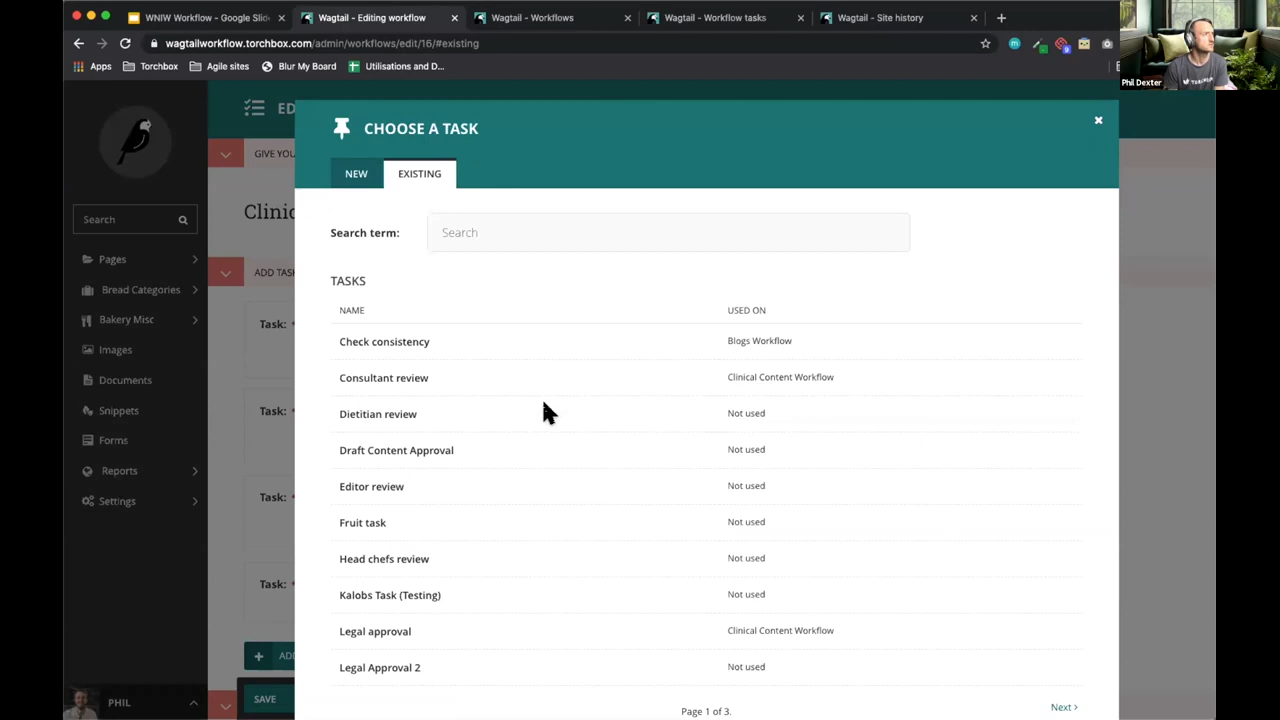 WNIW Workflow - Google Slid
Wagtail - Editing workflow
Wagtail - Workflows
Wagtail - Workflow tasks
Wagtail - Site history
wagtailworkflow.torchbox.com/admin/workflows/edit/16/#existing
Apps
Torchbox
Agile sites
Blur My Board
Utilisations and D...
Phil Dexter
ED
CHOOSE A TASK
GIVE YOU
NEW
EXISTING
Clinic
Search
Search term:
Search
Pages
ADD TASK
TASKS
Bread Categories
NAME
USED ON
Bakery Misc
Task: *
Check consistency
Blogs Workflow
Images
Consultant review
Clinical Content Workflow
Documents
Snippets
Task: *
Dietitian review
Not used
Forms
Draft Content Approval
Not used
Reports
Editor review
Not used
Settings
Task: *
Fruit task
Not used
Head chefs review
Not used
Task: *
Kalobs Task (Testing)
Not used
Legal approval
Clinical Content Workflow
ADD
Legal Approval 2
Not used
PHIL
SAVE
Page 1 of 3.
Next